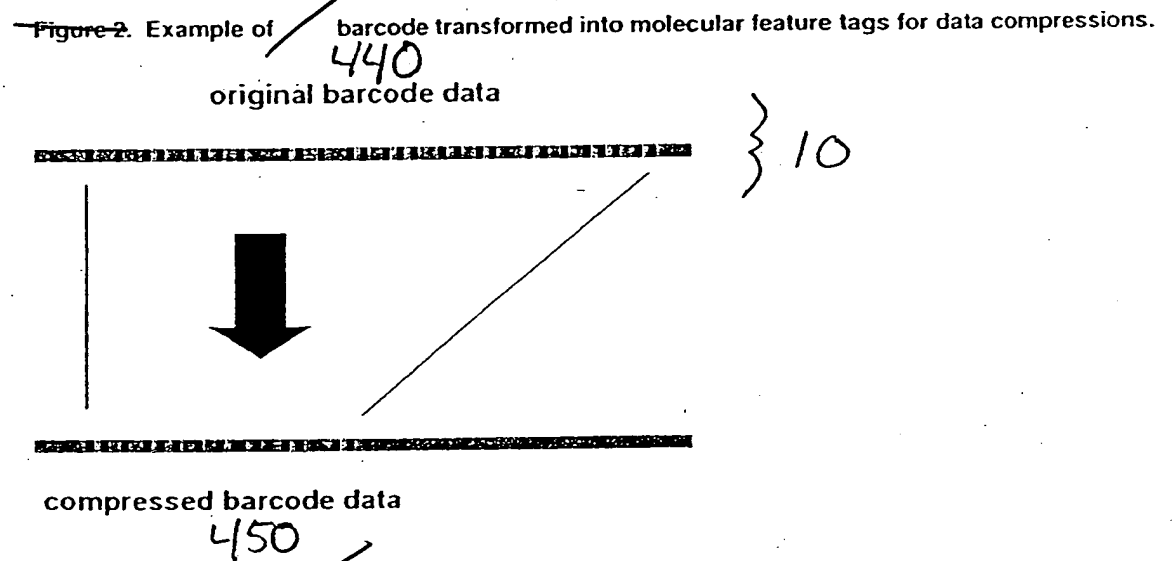 Figure 2. Example of barcode transformed into molecular feature tags for data compressions.
440
original barcode data
10
compressed barcode data
450